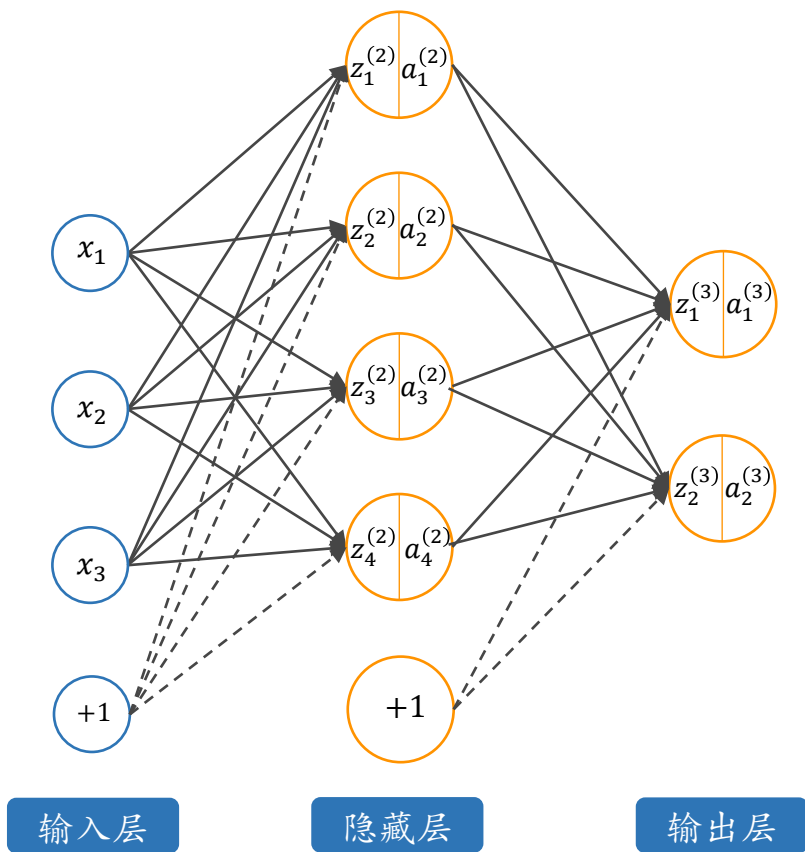 z₁⁽²⁾ a₁⁽²⁾
x₁
z₂⁽²⁾ a₂⁽²⁾
z₁⁽³⁾ a₁⁽³⁾
x₂
z₃⁽²⁾ a₃⁽²⁾
z₂⁽³⁾ a₂⁽³⁾
x₃
z₄⁽²⁾ a₄⁽²⁾
+1
+1
输入层
隐藏层
输出层